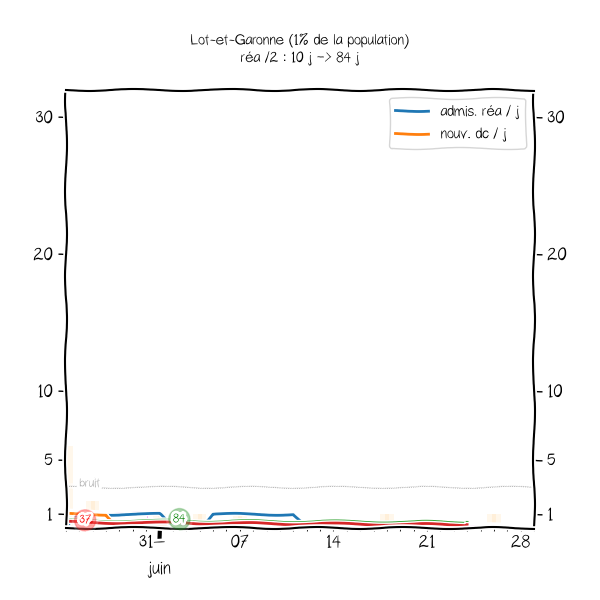 Lot-et-Garonne (1% de la population)
réa /2 : 10 j -> 84 j
admis. réa / j
nouv. dc / j
30
30
20
20
10
10
5
5
bruit
1
1
37
84
31
07
14
21
28
juin